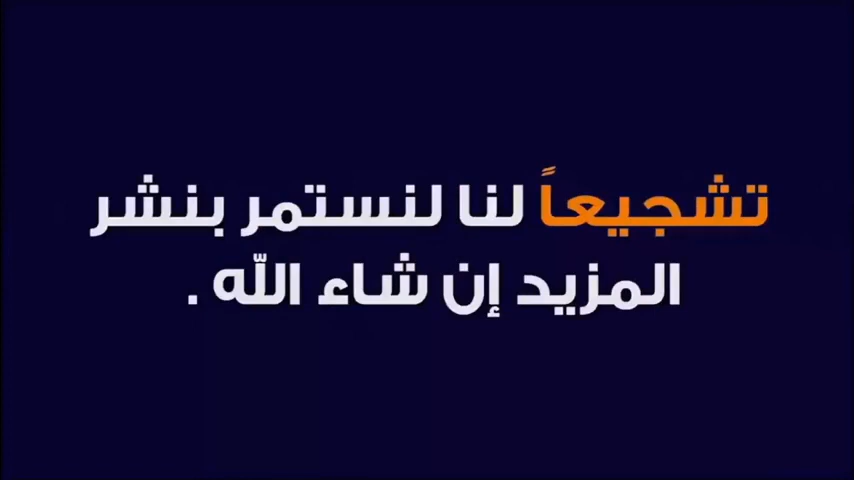 تشجيعاً لنا لنستمر بنشر
المزيد إن شاء الله .